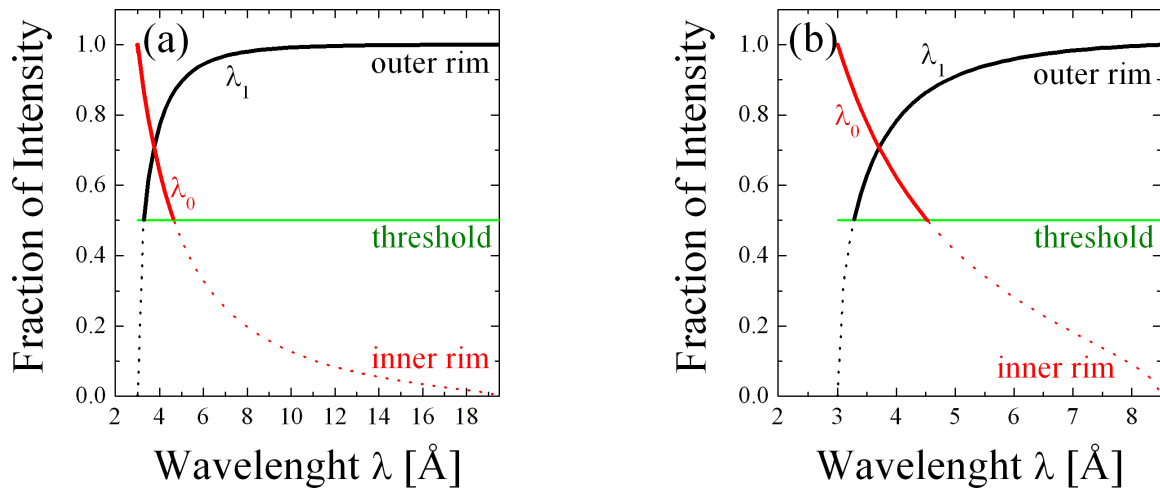 (a)
Fraction of Intensity
1.0
0.8
0.6
0.4
0.2
0.0
λ1
outer rim
λ0
threshold
inner rim
2 4 6 8 10 12 14 16 18
Wavelenght λ [Å]
(b)
Fraction of Intensity
1.0
0.8
0.6
0.4
0.2
0.0
λ1
outer rim
λ0
threshold
inner rim
2 3 4 5 6 7 8
Wavelenght λ [Å]